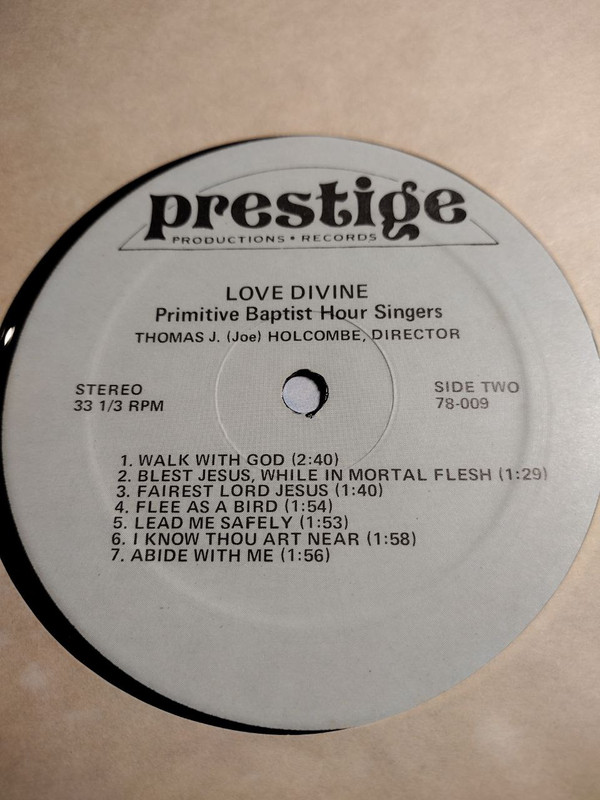 prestige
PRODUCTIONS • RECORDS
LOVE DIVINE
Primitive Baptist Hour Singers
THOMAS J. (Joe) HOLCOMBE, DIRECTOR
STEREO
33 1/3 RPM
SIDE TWO
78-009
1. WALK WITH GOD (2:40)
2. BLEST JESUS, WHILE IN MORTAL FLESH (1:29)
3. FAIREST LORD JESUS (1:40)
4. FLEE AS A BIRD (1:54)
5. LEAD ME SAFELY (1:53)
6. I KNOW THOU ART NEAR (1:58)
7. ABIDE WITH ME (1:56)